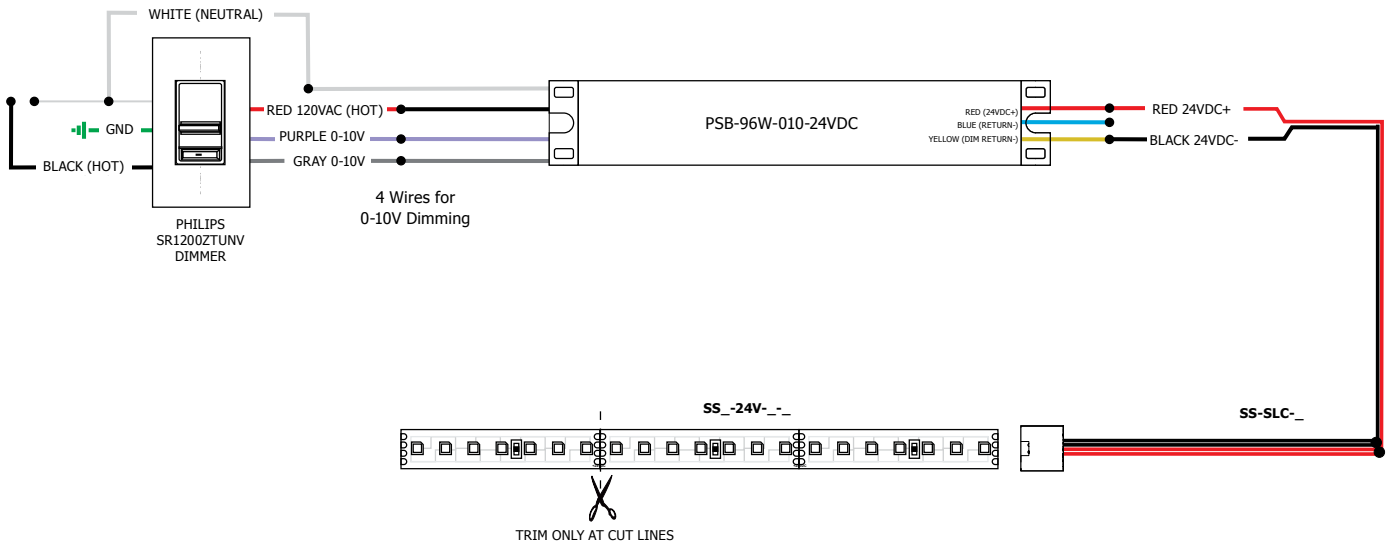 WHITE (NEUTRAL)
RED 120VAC (HOT)
GND
PURPLE 0-10V
GRAY 0-10V
BLACK (HOT)
4 Wires for
0-10V Dimming
PHILIPS
SR1200ZTUNV
DIMMER
PSB-96W-010-24VDC
RED (24VDC+)
BLUE (RETURN-)
YELLOW (DIM RETURN-)
RED 24VDC+
BLACK 24VDC-
SS_-24V-_-_
SS-SLC-_
TRIM ONLY AT CUT LINES